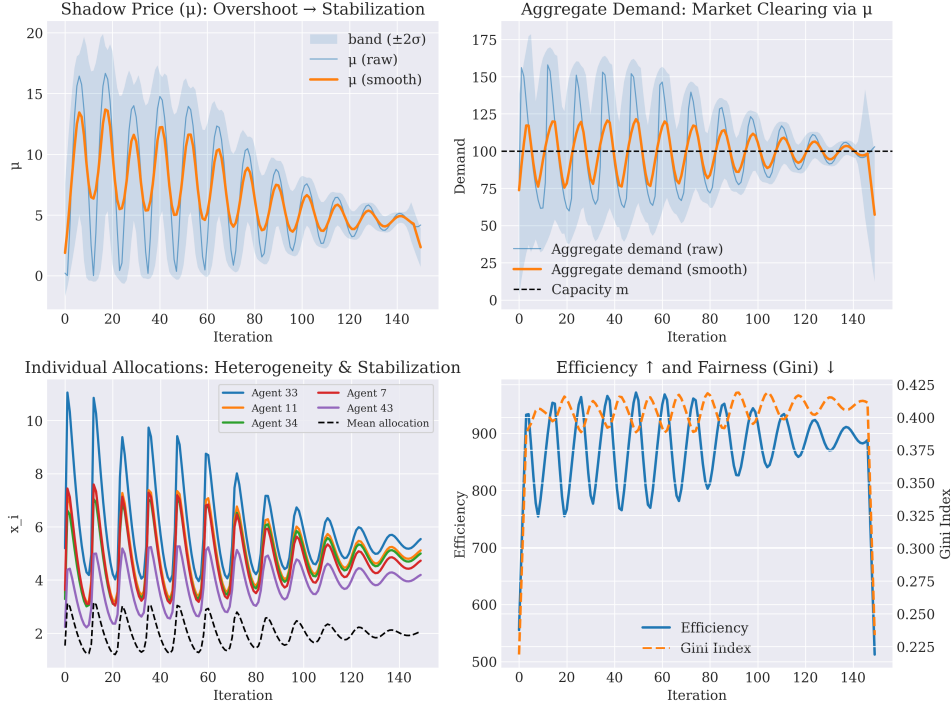 Shadow Price (μ): Overshoot → Stabilization
20
15
10
5
0
μ
band (±2σ)
μ (raw)
μ (smooth)
0 20 40 60 80 100 120 140
Iteration
Aggregate Demand: Market Clearing via μ
175
150
125
100
75
50
25
0
Demand
Aggregate demand (raw)
Aggregate demand (smooth)
Capacity m
0 20 40 60 80 100 120 140
Iteration
Individual Allocations: Heterogeneity & Stabilization
10
8
6
4
2
x_i
Agent 33
Agent 11
Agent 34
Agent 7
Agent 43
Mean allocation
0 20 40 60 80 100 120 140
Iteration
Efficiency ↑ and Fairness (Gini) ↓
900
800
700
600
500
Efficiency
Efficiency
Gini Index
0.425
0.400
0.375
0.350
0.325
0.300
0.275
0.250
0.225
Gini Index
0 20 40 60 80 100 120 140
Iteration